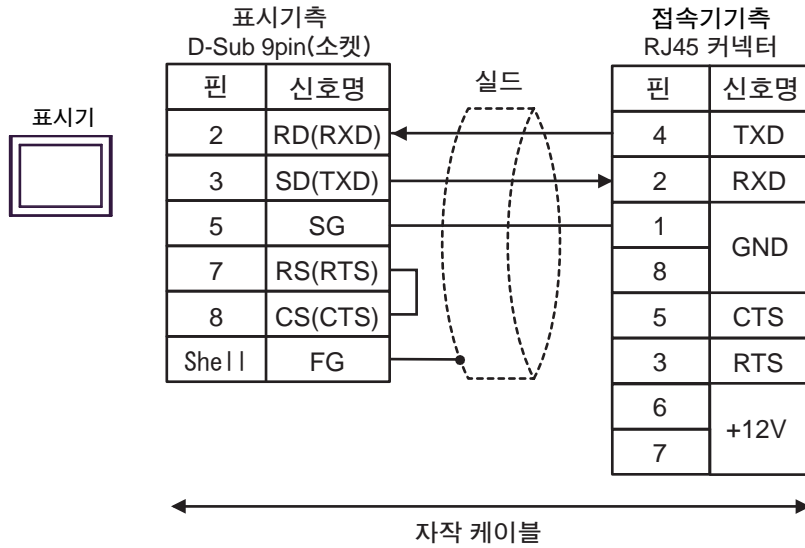 표시기측
D-Sub 9pin(소켓)
접속기기측
RJ45 커넥터
표시기
실드
핀 신호명
2 RD(RXD)
3 SD(TXD)
5 SG
7 RS(RTS)
8 CS(CTS)
Shell FG
핀 신호명
4 TXD
2 RXD
1
8
GND
5 CTS
3 RTS
6
7
+12V
자작 케이블